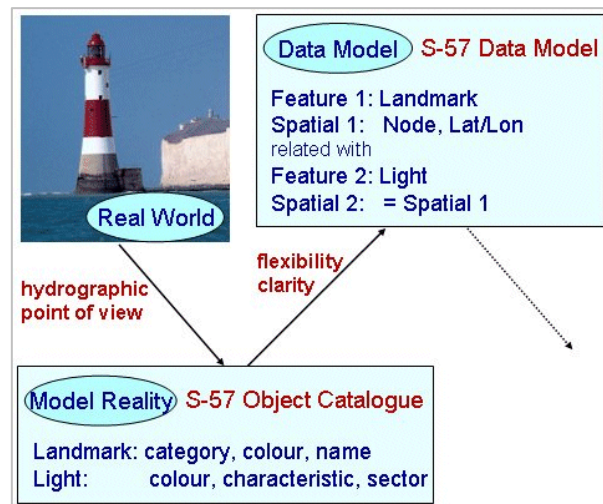 Data Model S-57 Data Model
Feature 1: Landmark
Spatial 1: Node, Lat/Lon
related with
Feature 2: Light
Spatial 2: = Spatial 1
Real World
hydrographic
point of view
flexibility
clarity
Model Reality S-57 Object Catalogue
Landmark: category, colour, name
Light: colour, characteristic, sector